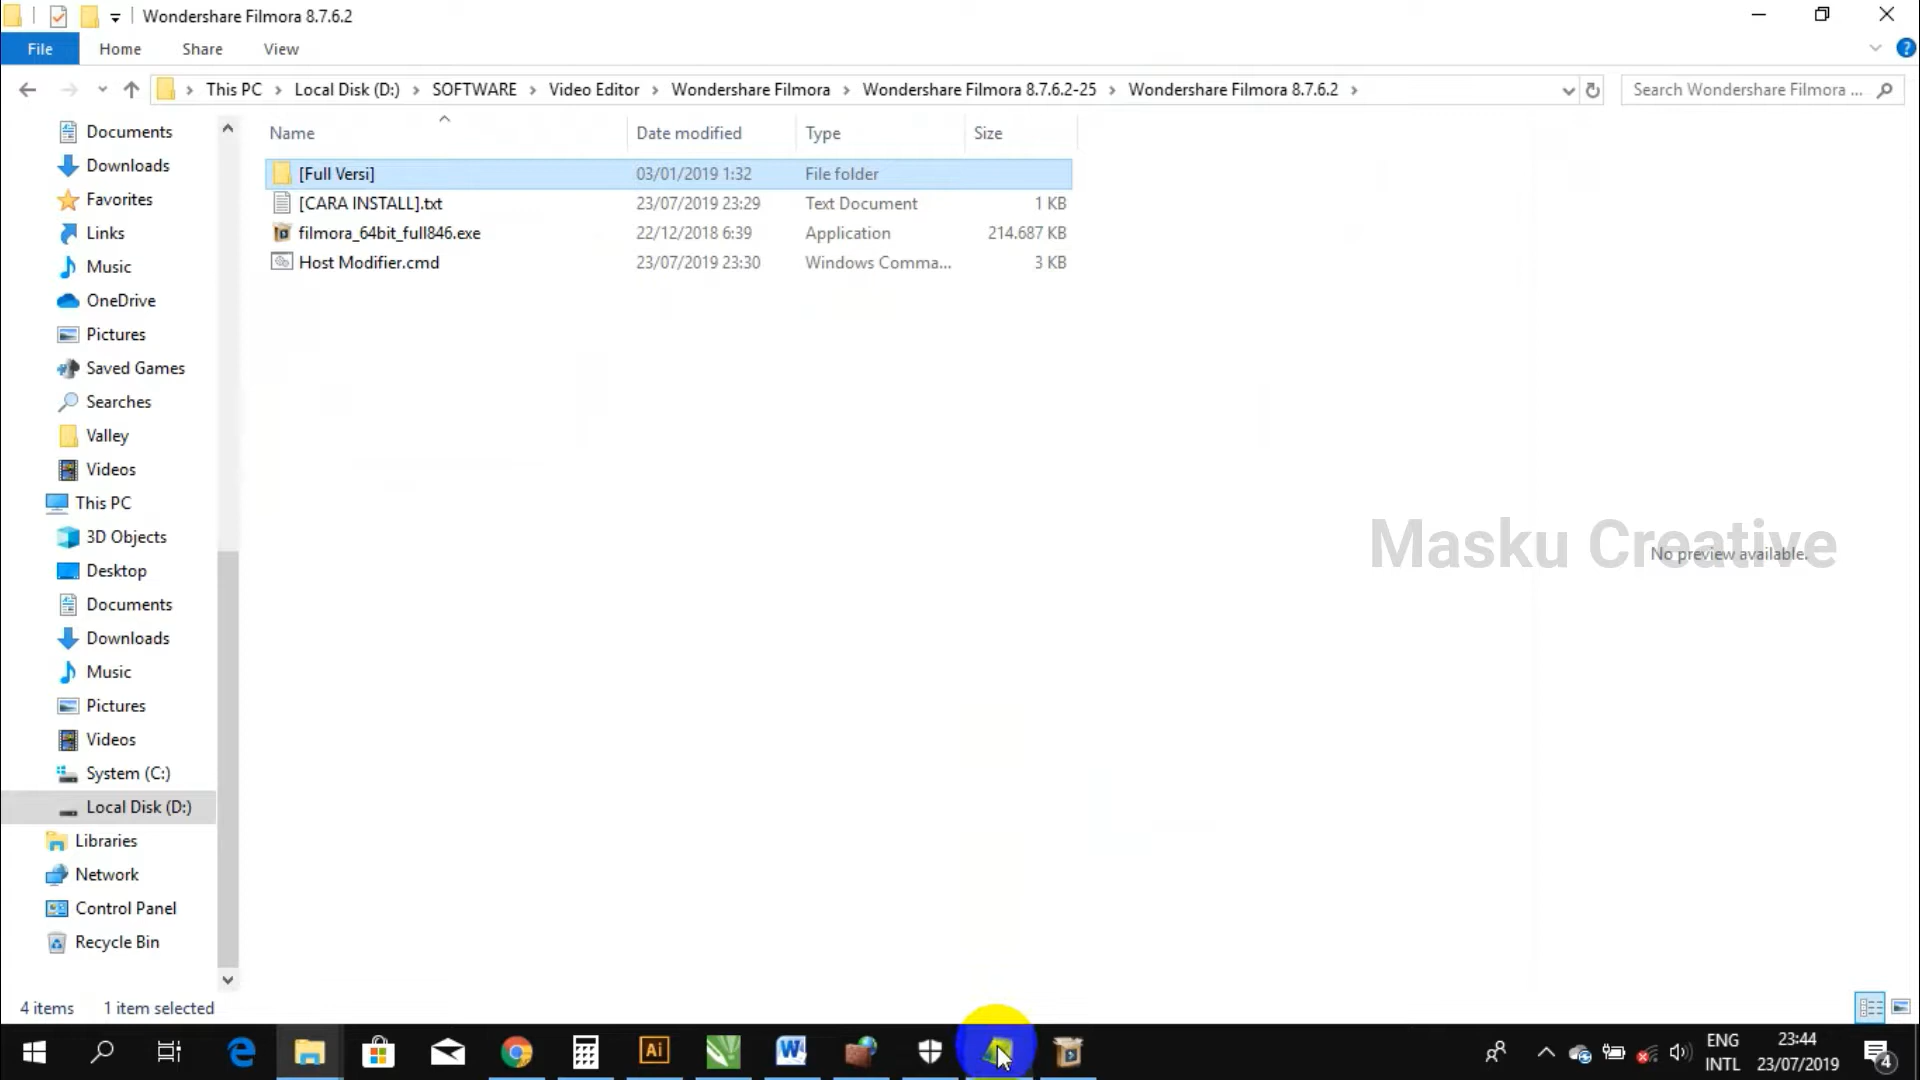 Wondershare Filmora 8.7.6.2
File Home Share View
This PC Local Disk (D:) SOFTWARE Video Editor Wondershare Filmora Wondershare Filmora 8.7.6.2-25 Wondershare Filmora 8.7.6.2
Search Wondershare Filmora ...
Name Date modified Type Size
[Full Versi] 03/01/2019 1:32 File folder
[CARA INSTALL].txt 23/07/2019 23:29 Text Document 1 KB
filmora_64bit_full846.exe 22/12/2018 6:39 Application 214.687 KB
Host Modifier.cmd 23/07/2019 23:30 Windows Comma... 3 KB
Documents
Downloads
Favorites
Links
Music
OneDrive
Pictures
Saved Games
Searches
Valley
Videos
This PC
3D Objects
Desktop
Documents
Downloads
Music
Pictures
Videos
System (C:)
Local Disk (D:)
Libraries
Network
Control Panel
Recycle Bin
Masku Creative
No preview available.
4 items 1 item selected
Ai
ENG
INTL
23:44
23/07/2019
4